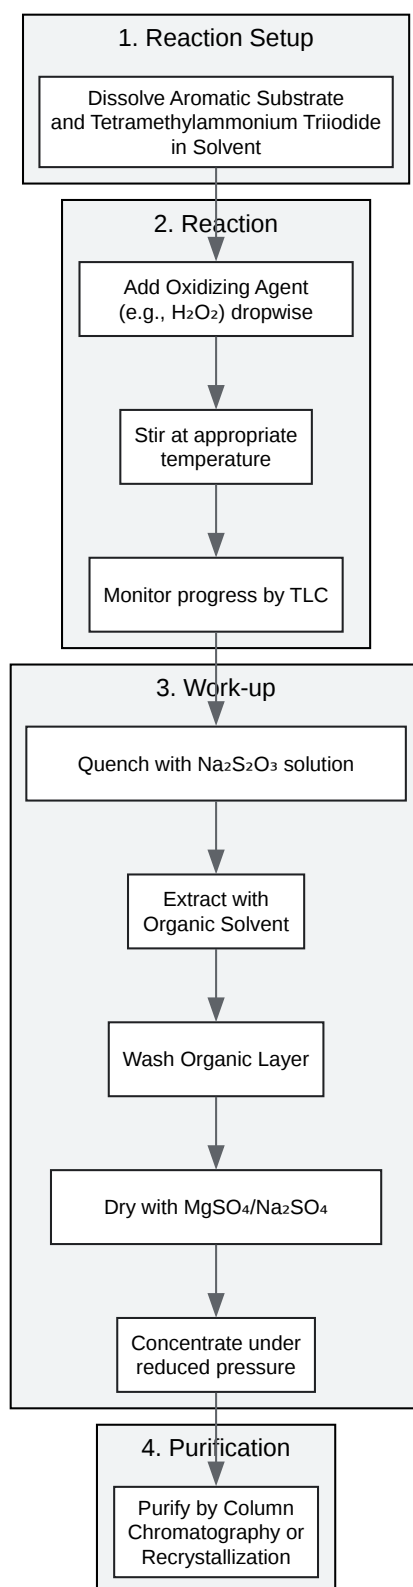 1. Reaction Setup
Dissolve Aromatic Substrate
and Tetramethylammonium Triiodide
in Solvent
2. Reaction
Add Oxidizing Agent
(e.g., H₂O₂) dropwise
Stir at appropriate
temperature
Monitor progress by TLC
3. Work-up
Quench with Na₂S₂O₃ solution
Extract with
Organic Solvent
Wash Organic Layer
Dry with MgSO₄/Na₂SO₄
Concentrate under
reduced pressure
4. Purification
Purify by Column
Chromatography or
Recrystallization